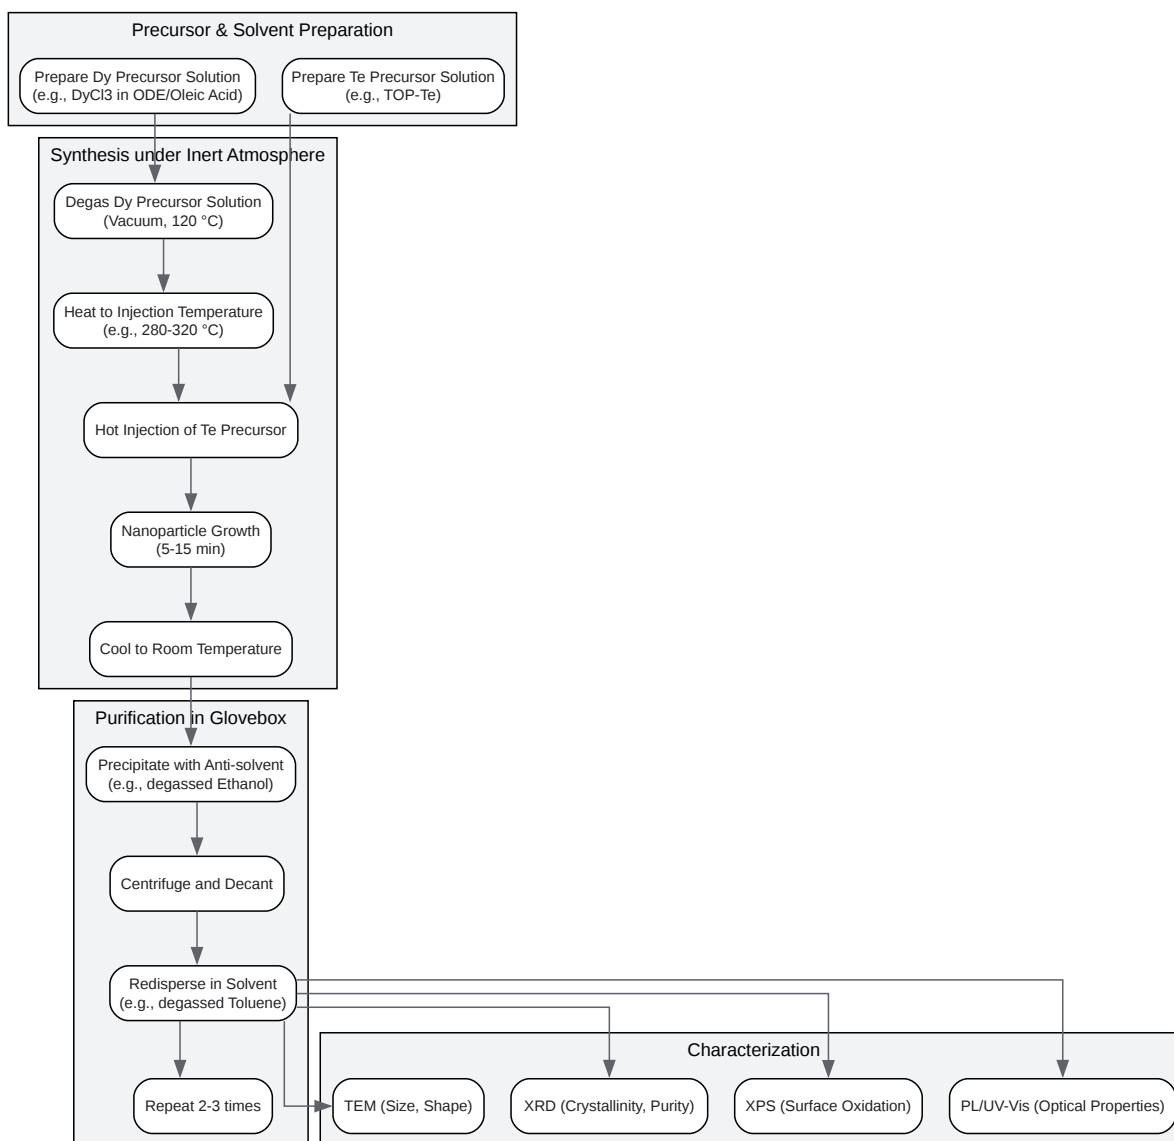 Precursor & Solvent Preparation
Prepare Dy Precursor Solution
(e.g., DyCl3 in ODE/Oleic Acid)
Prepare Te Precursor Solution
(e.g., TOP-Te)
Synthesis under Inert Atmosphere
Degas Dy Precursor Solution
(Vacuum, 120 °C)
Heat to Injection Temperature
(e.g., 280-320 °C)
Hot Injection of Te Precursor
Nanoparticle Growth
(5-15 min)
Cool to Room Temperature
Purification in Glovebox
Precipitate with Anti-solvent
(e.g., degassed Ethanol)
Centrifuge and Decant
Redisperse in Solvent
(e.g., degassed Toluene)
Repeat 2-3 times
Characterization
TEM (Size, Shape)
XRD (Crystallinity, Purity)
XPS (Surface Oxidation)
PL/UV-Vis (Optical Properties)